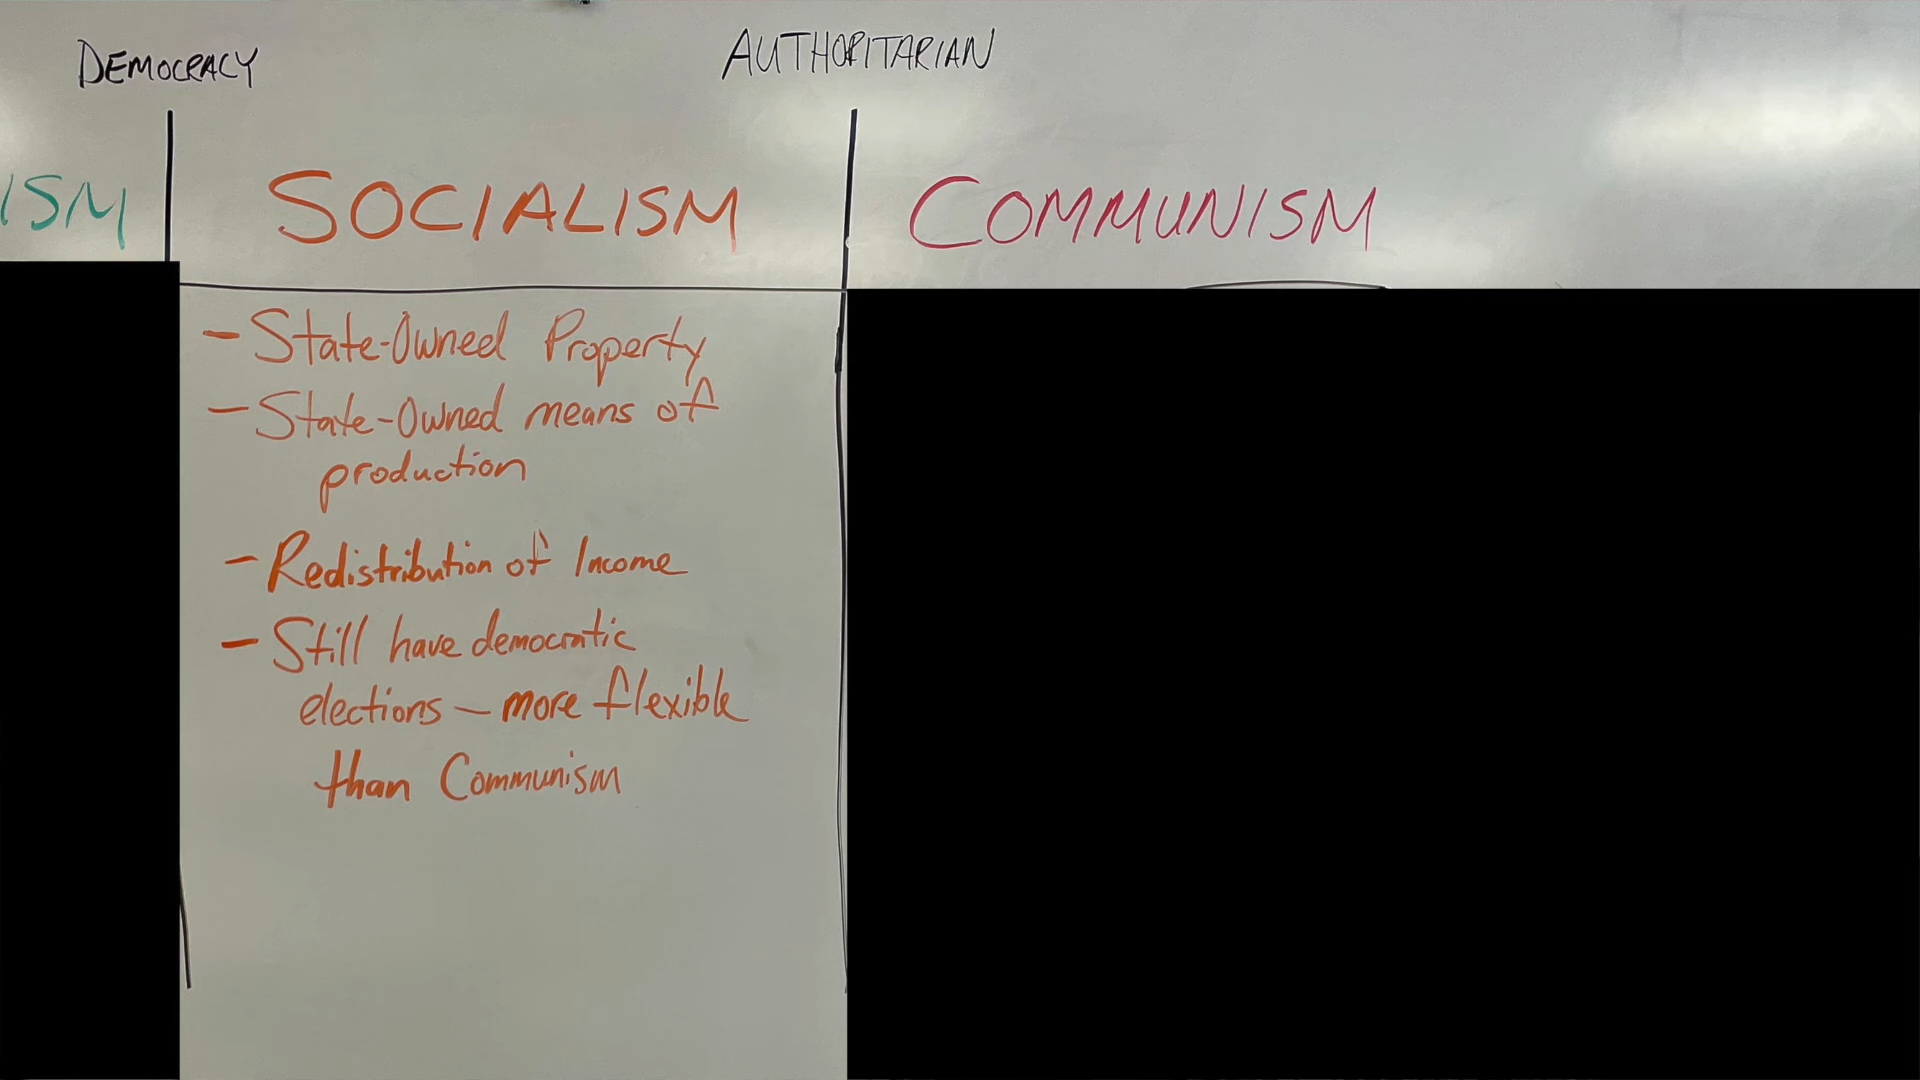 DEMOCRACY
AUTHORITARIAN
ISM
SOCIALISM
COMMUNISM
- State-Owned Property
- State-Owned means of
production
- Redistribution of Income
- Still have democratic
elections - more flexible
than Communism